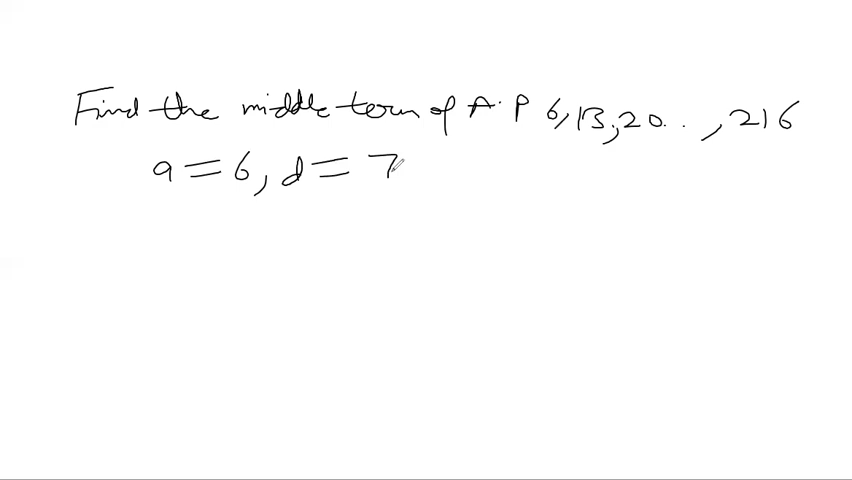 Find the middle term of A.P 6, 13, 20..., 216
a = 6, d = 7